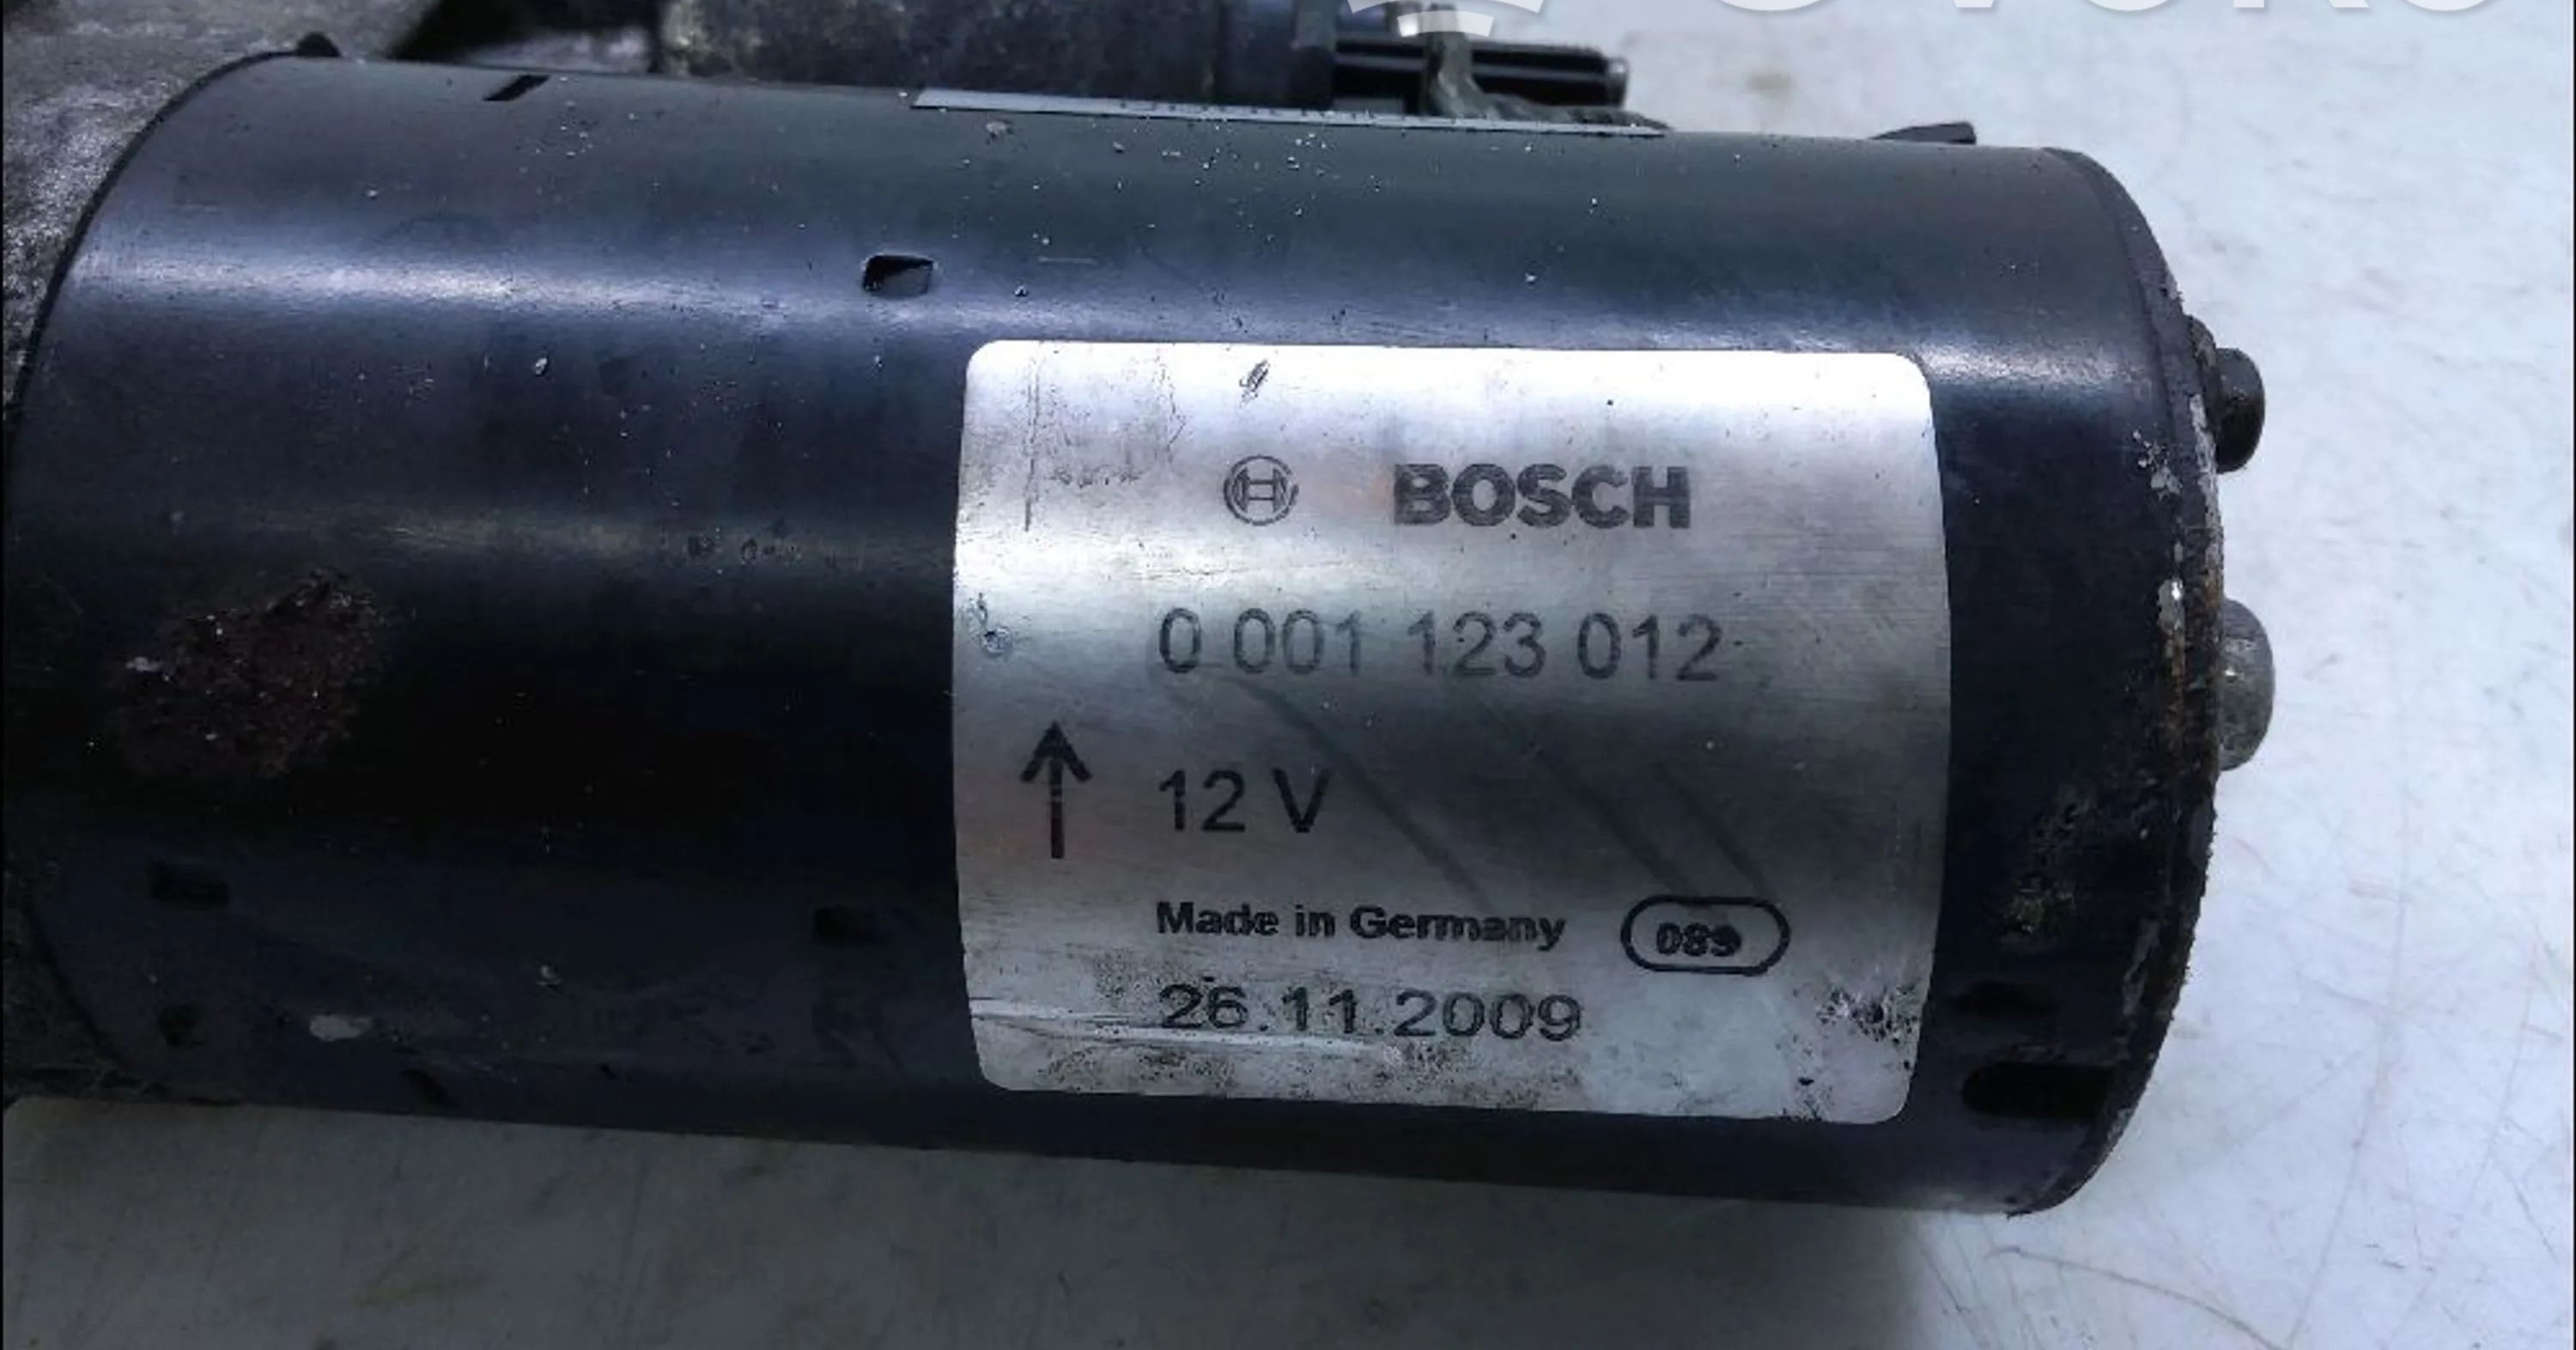 BOSCH
0 001 123 012
12 V
Made in Germany 089
26.11.2009